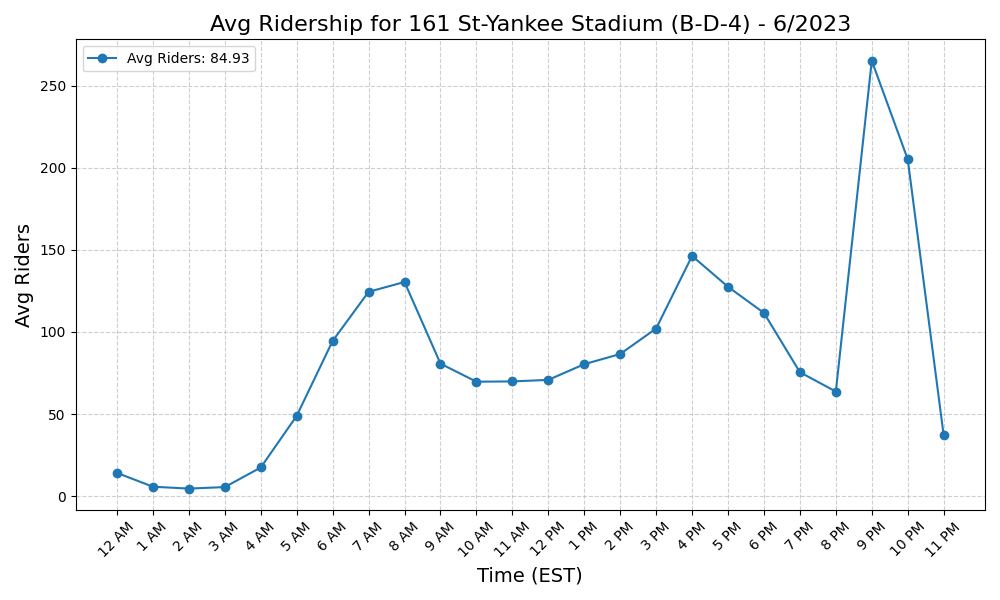 Avg Ridership for 161 St-Yankee Stadium (B-D-4) - 6/2023
Avg Riders: 84.93
Avg Riders
250
200
150
100
50
0
12 AM
1 AM
2 AM
3 AM
4 AM
5 AM
6 AM
7 AM
8 AM
9 AM
10 AM
11 AM
12 PM
1 PM
2 PM
3 PM
4 PM
5 PM
6 PM
7 PM
8 PM
9 PM
10 PM
11 PM
Time (EST)